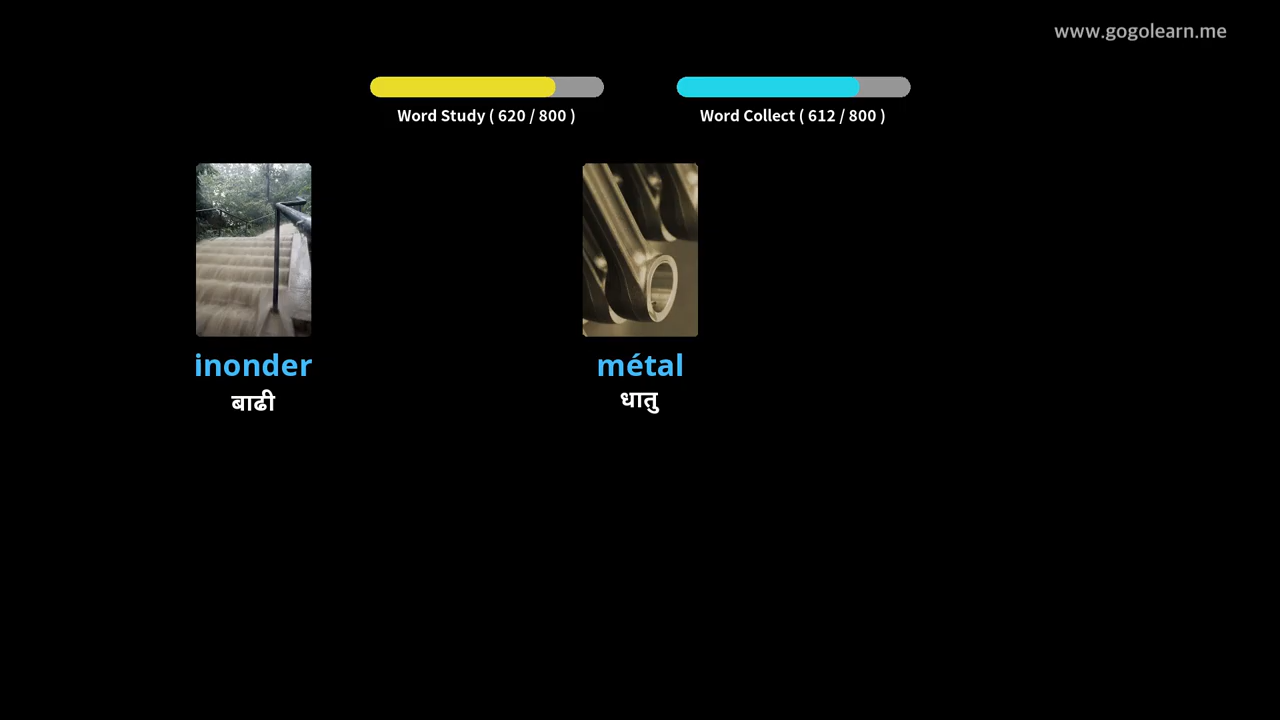 www.gogolearn.me
Word Study ( 620 / 800 )
Word Collect ( 612 / 800 )
inonder
बाढी
métal
धातु